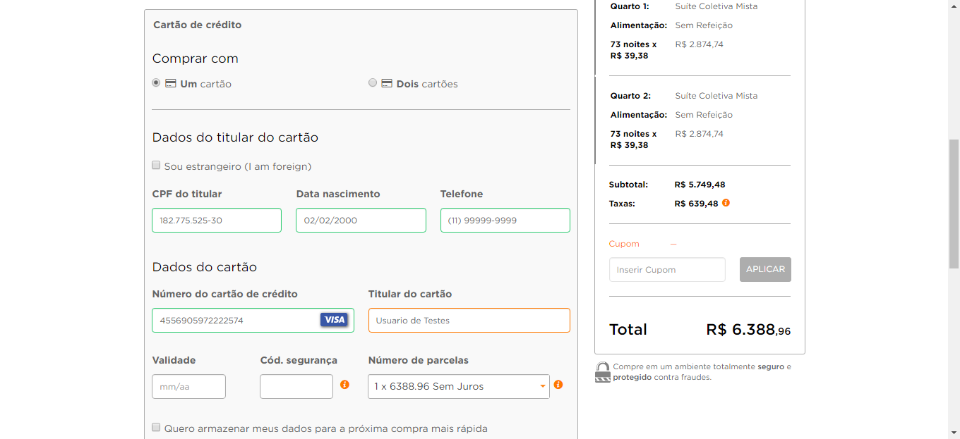 Cartão de crédito
Comprar com
Um cartão
Dois cartões
Dados do titular do cartão
Sou estrangeiro (I am foreign)
CPF do titular
Data nascimento
Telefone
182.775.525-30
02/02/2000
(11) 99999-9999
Dados do cartão
Número do cartão de crédito
Titular do cartão
4556905972222574
VISA
Usuario de Testes
Validade
Cód. segurança
Número de parcelas
mm/aa
1 x 6388.96 Sem Juros
Quero armazenar meus dados para a próxima compra mais rápida
Quarto 1: Suíte Coletiva Mista
Alimentação: Sem Refeição
73 noites x R$ 2.874,74
R$ 39,38
Quarto 2: Suíte Coletiva Mista
Alimentação: Sem Refeição
73 noites x R$ 2.874,74
R$ 39,38
Subtotal: R$ 5.749,48
Taxas: R$ 639,48
Cupom --
Inserir Cupom
APLICAR
Total R$ 6.388,96
Compre em um ambiente totalmente seguro e
protegido contra fraudes.